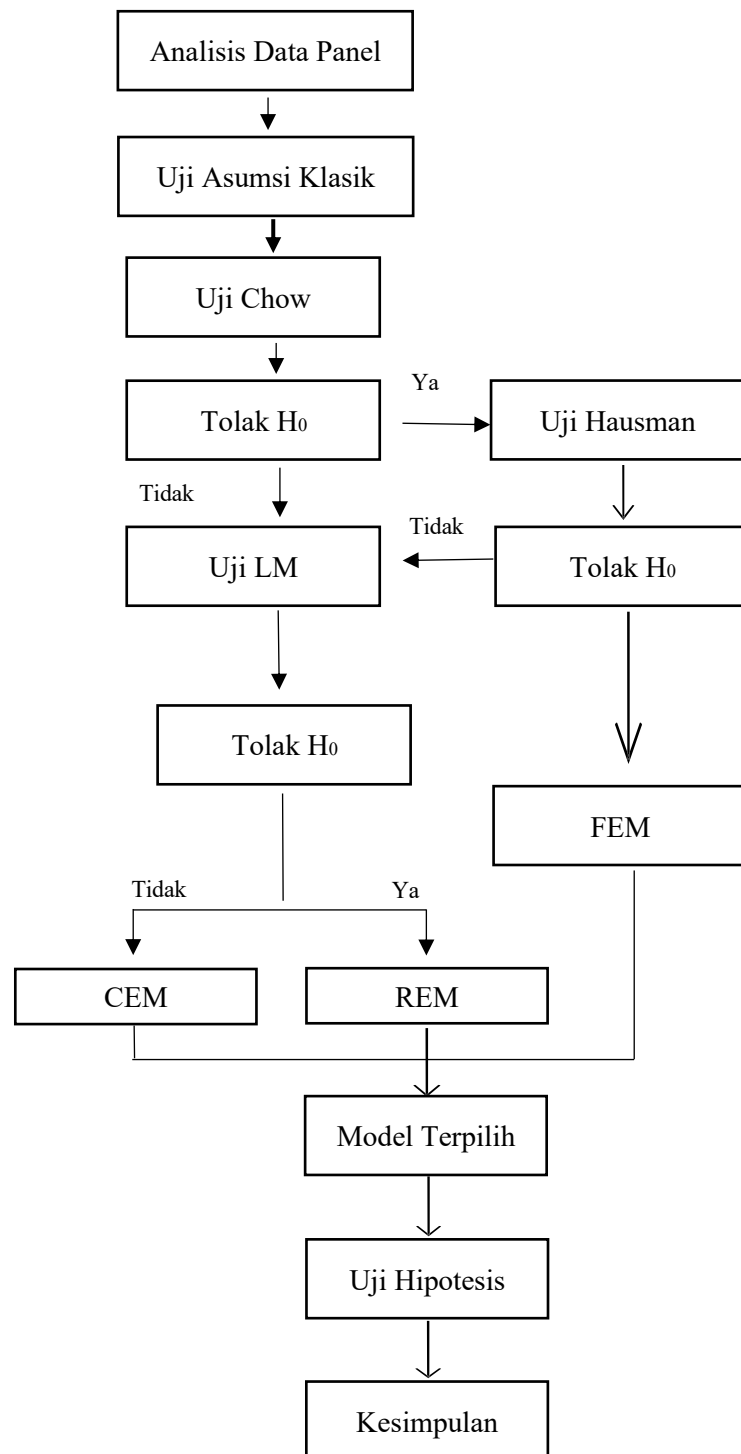 Analisis Data Panel
Uji Asumsi Klasik
Uji Chow
Ya
Tolak H₀
Uji Hausman
Tidak
Tidak
Uji LM
Tolak H₀
Tolak H₀
FEM
Tidak
Ya
CEM
REM
Model Terpilih
Uji Hipotesis
Kesimpulan